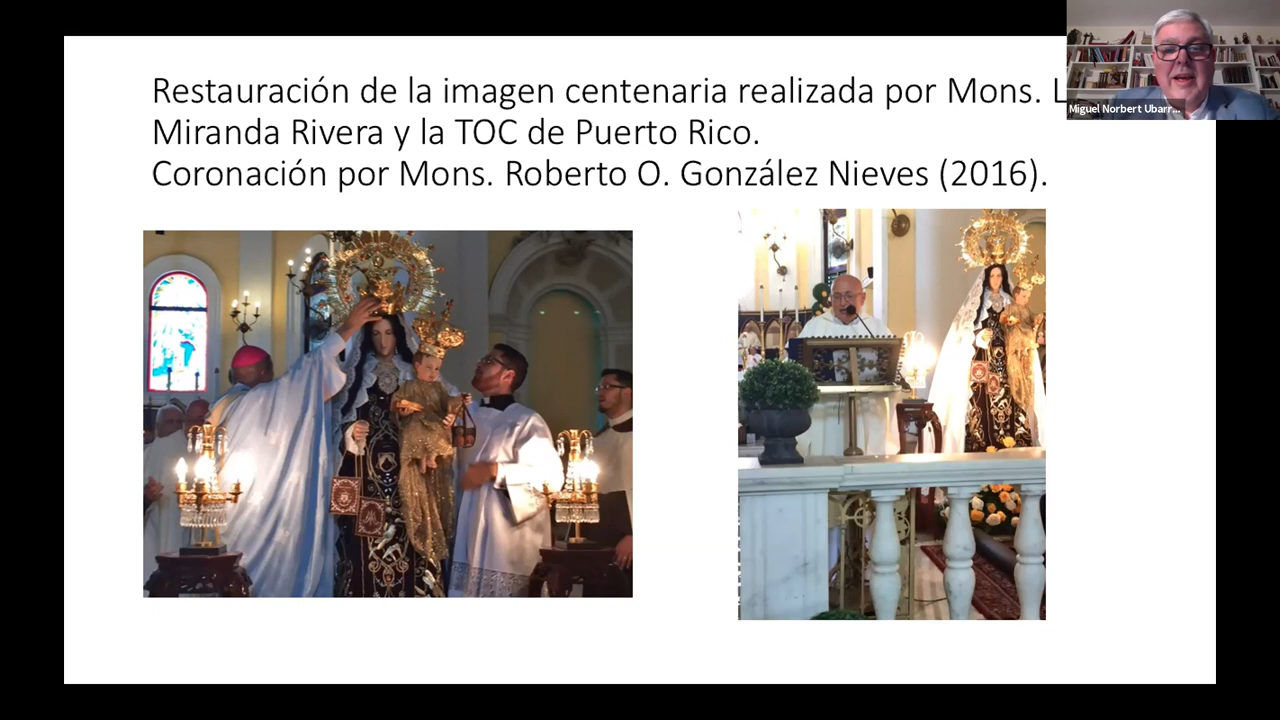 Restauración de la imagen centenaria realizada por Mons. L
Miranda Rivera y la TOC de Puerto Rico.
Coronación por Mons. Roberto O. González Nieves (2016).
Miguel Norbert Ubarr...